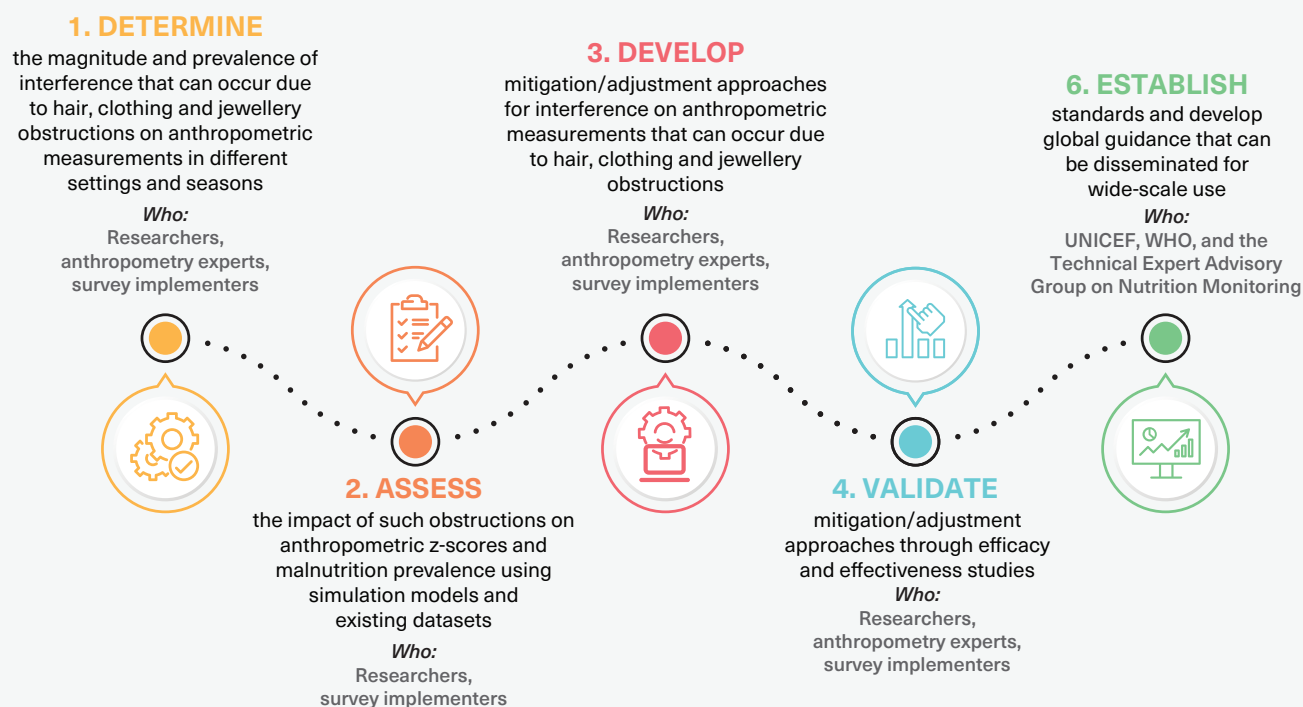 1. DETERMINE
the magnitude and prevalence of
interference that can occur due
to hair, clothing and jewellery
obstructions on anthropometric
measurements in different
settings and seasons
Who:
Researchers,
anthropometry experts,
survey implementers
2. ASSESS
the impact of such obstructions on
anthropometric z-scores and
malnutrition prevalence using
simulation models and
existing datasets
Who:
Researchers,
survey implementers
3. DEVELOP
mitigation/adjustment approaches
for interference on anthropometric
measurements that can occur due
to hair, clothing and jewellery
obstructions
Who:
Researchers,
anthropometry experts,
survey implementers
4. VALIDATE
mitigation/adjustment
approaches through efficacy
and effectiveness studies
Who:
Researchers,
anthropometry experts,
survey implementers
6. ESTABLISH
standards and develop
global guidance that can
be disseminated for
wide-scale use
Who:
UNICEF, WHO, and the
Technical Expert Advisory
Group on Nutrition Monitoring